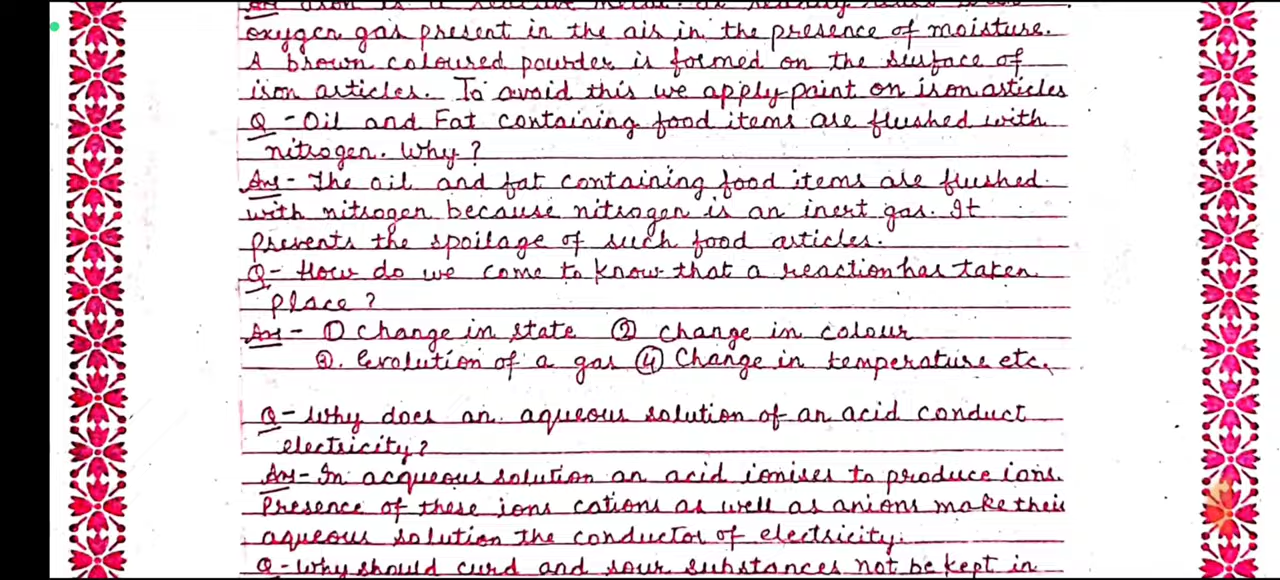 Ans Iron is a reactive metal. It readily
oxygen gas present in the air in the presence of moisture.
A brown coloured powder is formed on the surface of
iron articles. To avoid this we apply paint on iron articles
Q - Oil and Fat containing food items are flushed with
nitrogen. Why?
Ans - The oil and fat containing food items are flushed
with nitrogen because nitrogen is an inert gas. It
prevents the spoilage of such food articles.
Q - How do we come to know that a reaction has taken
place?
Ans - ① Change in state ② change in colour
③. Evolution of a gas ④ Change in temperature etc.
Q - Why does an aqueous solution of an acid conduct
electricity?
Ans - In acqueous solution an acid ionises to produce ions.
Presence of these ions cations as well as anions make their
aqueous solution the conductor of electricity.
Q - Why should curd and sour substances not be kept in